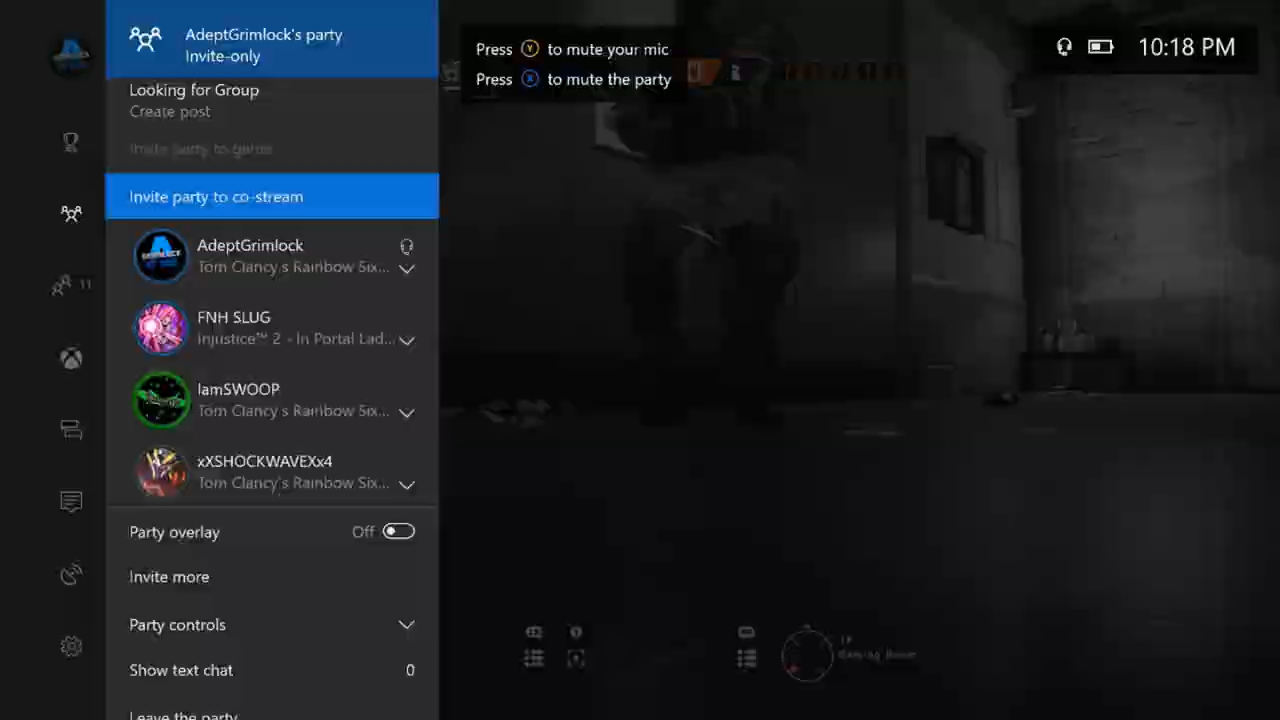 AdeptGrimlock's party
Invite-only
Looking for Group
Create post
Invite party to game
Invite party to co-stream
AdeptGrimlock
Tom Clancy's Rainbow Six...
FNH SLUG
Injustice™ 2 - In Portal Lad...
IamSWOOP
Tom Clancy's Rainbow Six...
xXSHOCKWAVEXx4
Tom Clancy's Rainbow Six...
Party overlay Off
Invite more
Party controls
Show text chat 0
Leave the party
11
Press Y to mute your mic
Press X to mute the party
10:18 PM